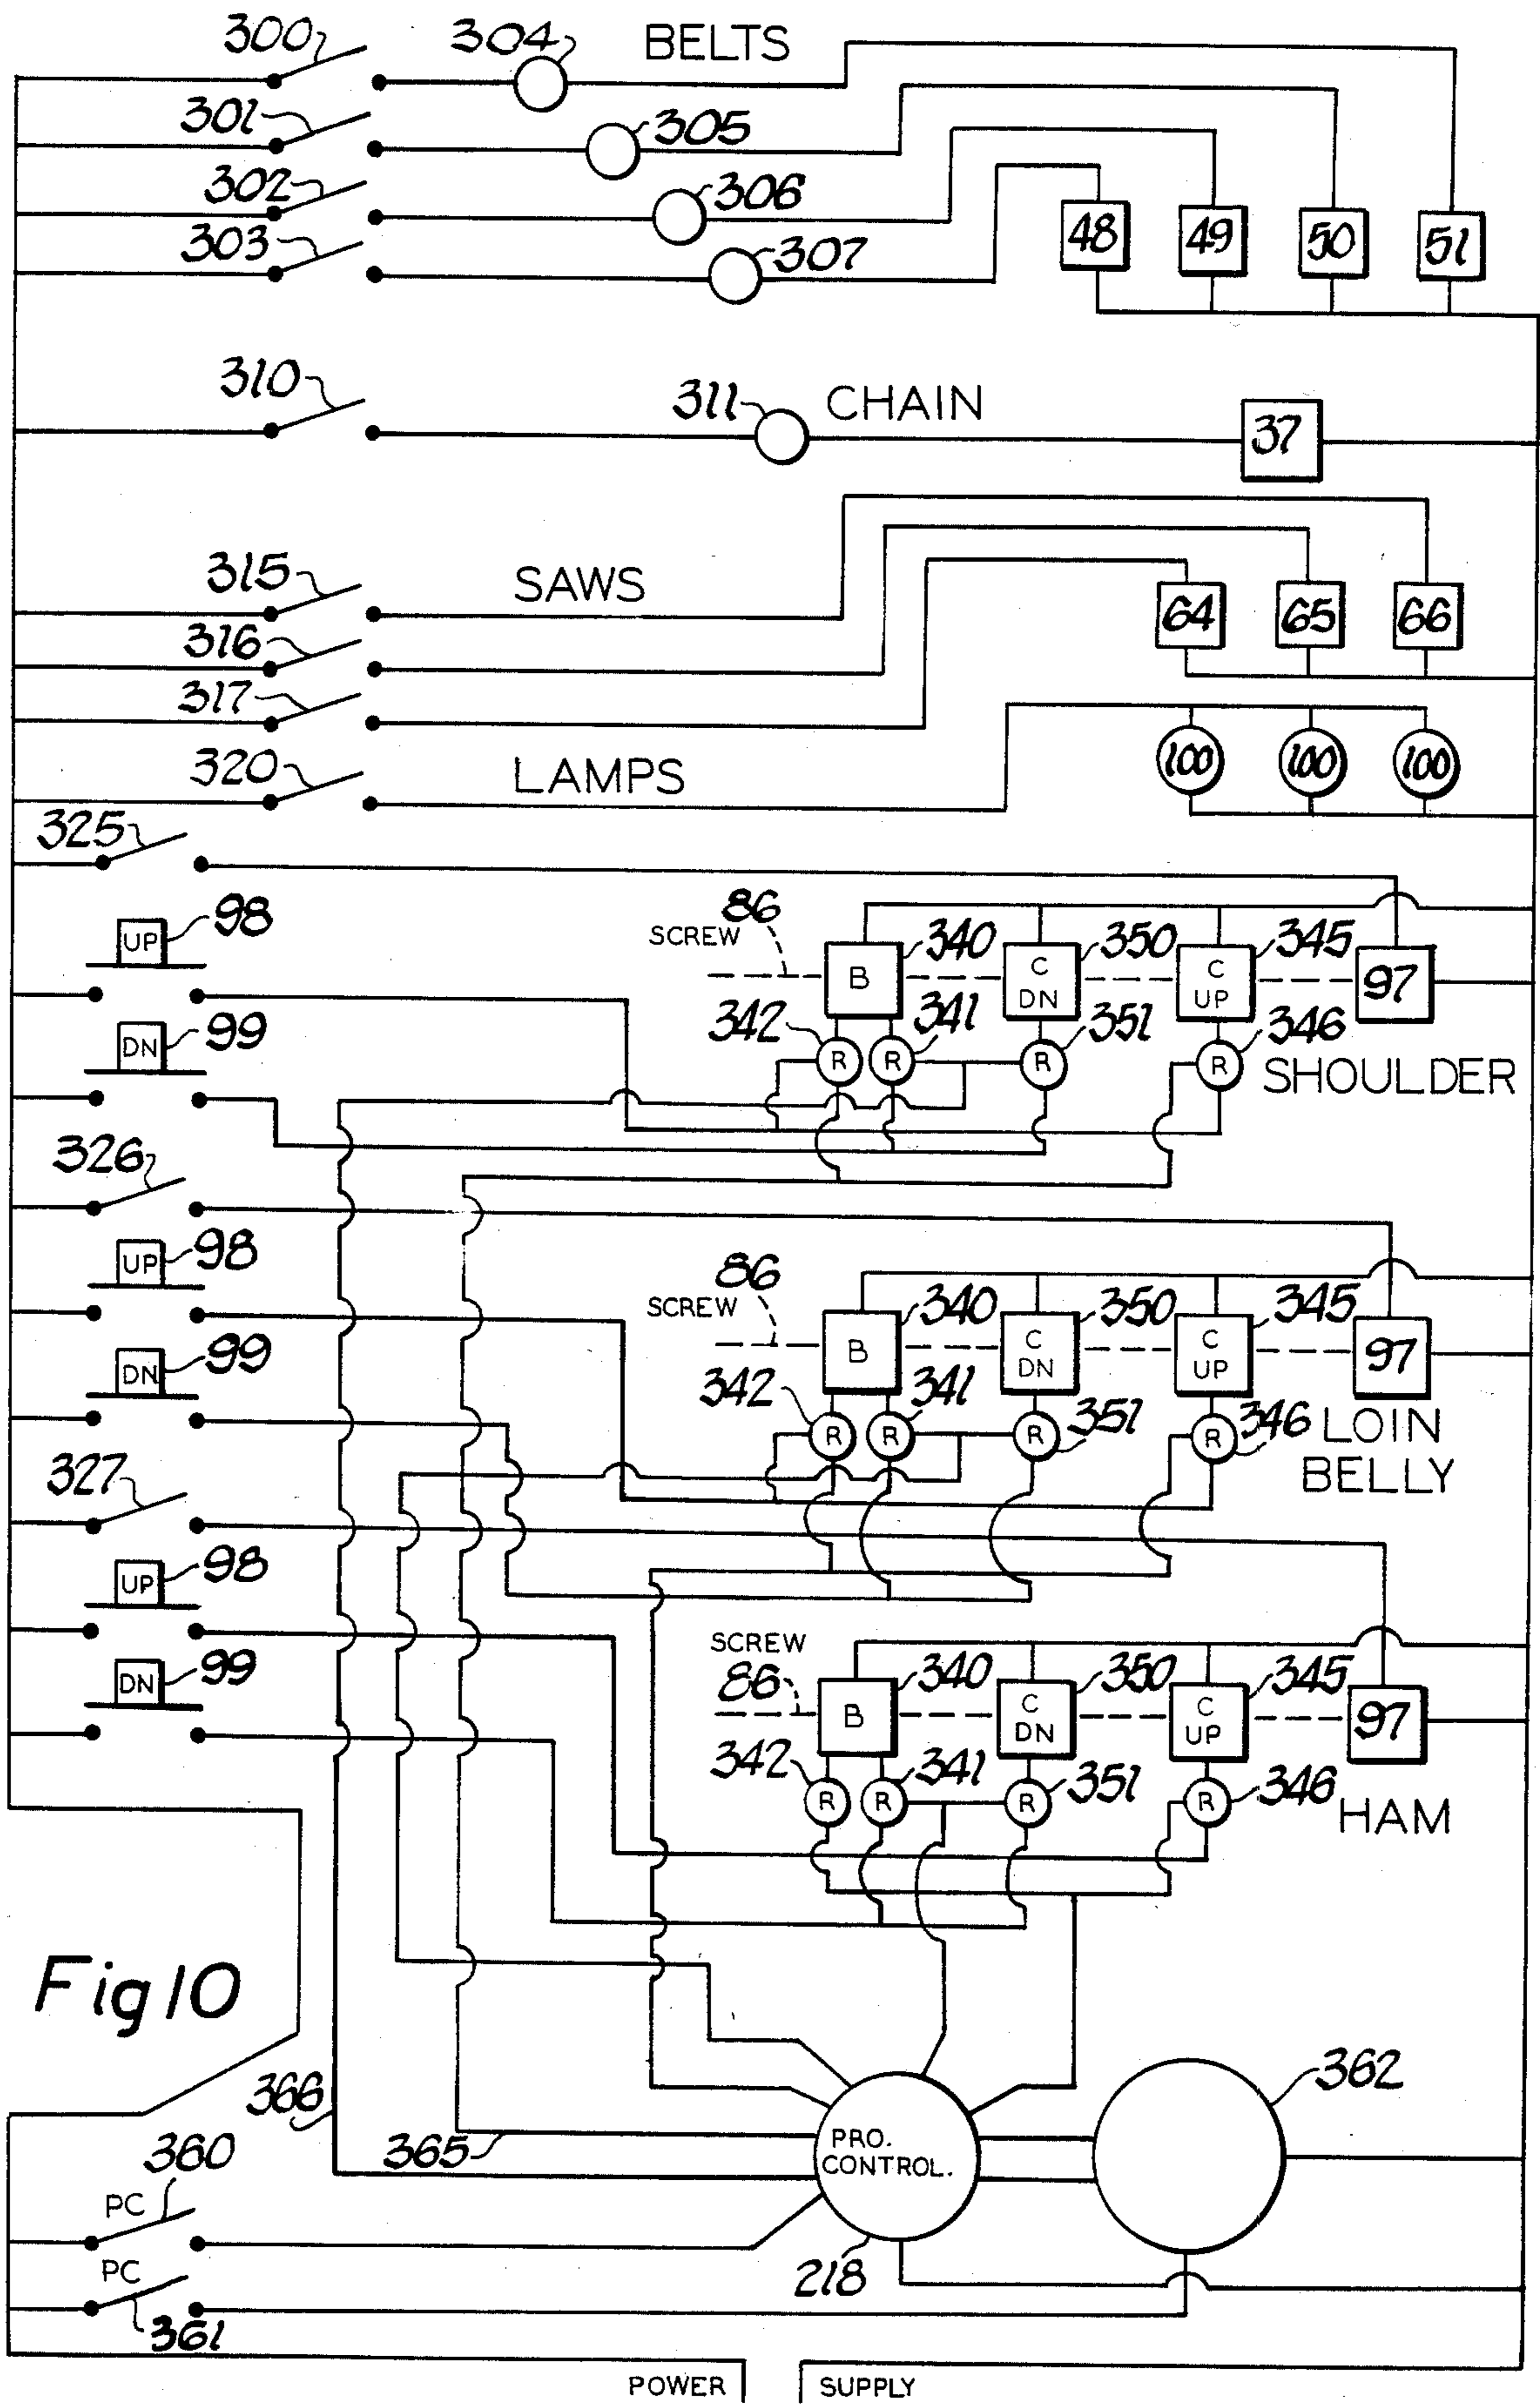 300 304 BELTS
301 305
302 306
303 307 48 49 50 51
310 311 CHAIN 37
315 SAWS 64 65 66
316
317
320 LAMPS 100 100 100
325
UP 98 86 SCREW 340 350 345
B C DN C UP 97
DN 99 342 R R 341 R 351 R 346 SHOULDER
326
UP 98 86 SCREW 340 350 345
B C DN C UP 97
DN 99 342 R R 341 R 351 R 346 LOIN
BELLY
327
UP 98 SCREW
DN 99 86 340 350 345
B C DN C UP 97
342 R R 341 R 351 R 346 HAM
Fig 10
366 365 362
PRO.
CONTROL.
360
PC
218
PC
361
POWER SUPPLY